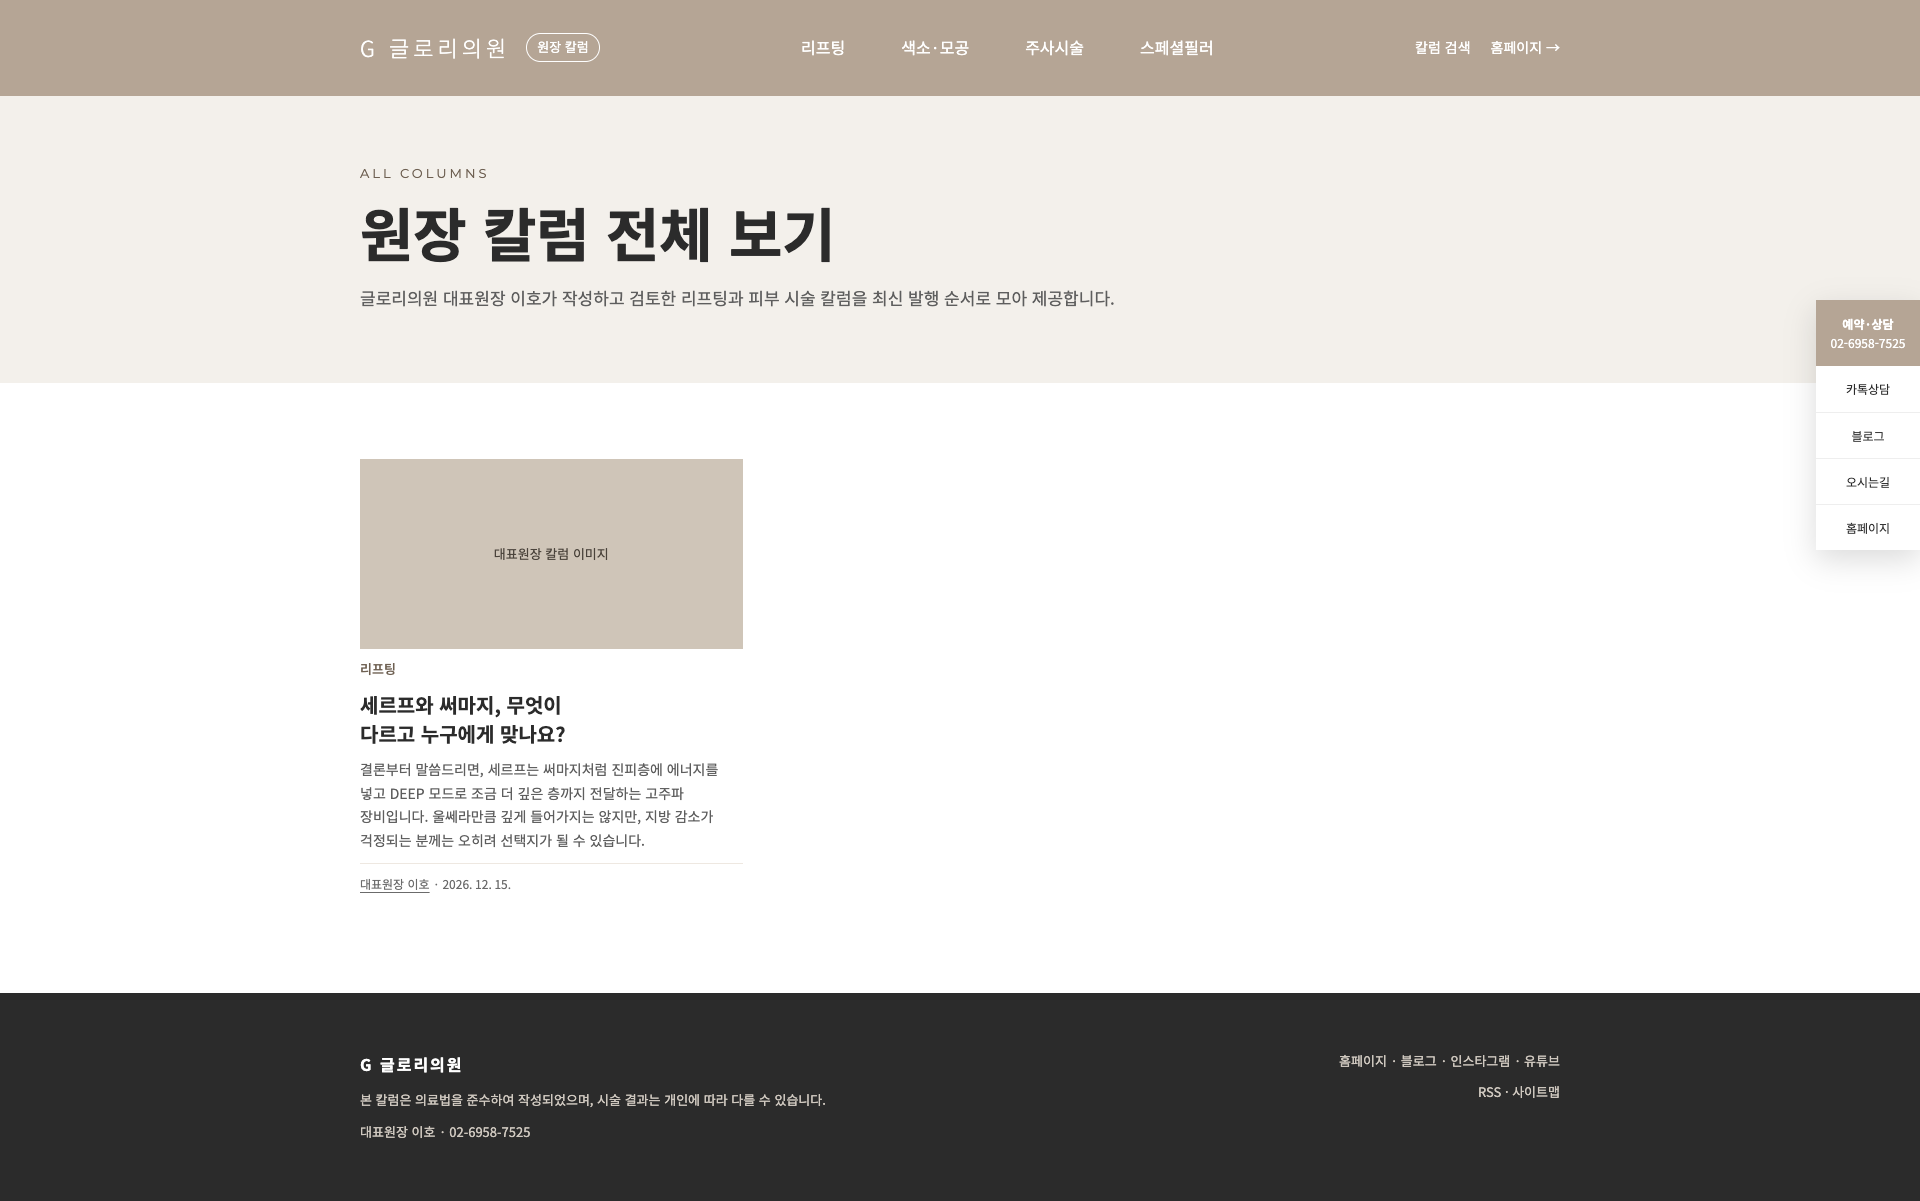 G 글로리의원 원장 칼럼 리프팅 색소·모공 주사시술 스페셜필러 칼럼 검색 홈페이지 →
ALL COLUMNS
원장 칼럼 전체 보기
글로리의원 대표원장 이호가 작성하고 검토한 리프팅과 피부 시술 칼럼을 최신 발행 순서로 모아 제공합니다.
예약·상담
02-6958-7525
카톡상담
블로그
오시는길
홈페이지
대표원장 칼럼 이미지
리프팅
세르프와 써마지, 무엇이
다르고 누구에게 맞나요?
결론부터 말씀드리면, 세르프는 써마지처럼 진피층에 에너지를
넣고 DEEP 모드로 조금 더 깊은 층까지 전달하는 고주파
장비입니다. 울쎄라만큼 깊게 들어가지는 않지만, 지방 감소가
걱정되는 분께는 오히려 선택지가 될 수 있습니다.
대표원장 이호 · 2026. 12. 15.
G 글로리의원
본 칼럼은 의료법을 준수하여 작성되었으며, 시술 결과는 개인에 따라 다를 수 있습니다.
대표원장 이호 · 02-6958-7525
홈페이지 · 블로그 · 인스타그램 · 유튜브
RSS · 사이트맵